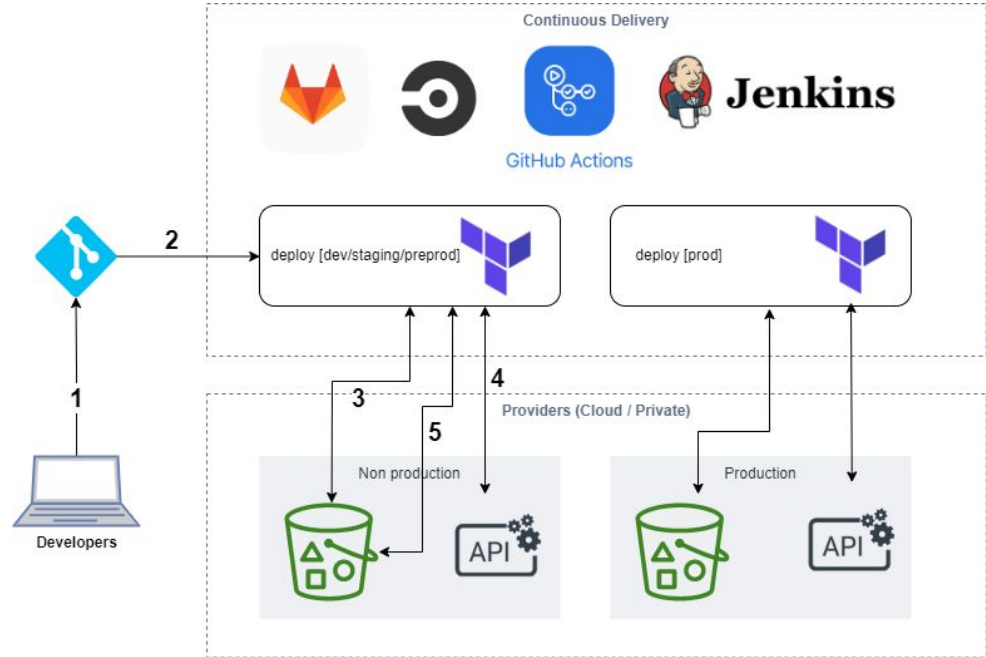 Continuous Delivery
Jenkins
GitHub Actions
2
deploy [dev/staging/preprod]
deploy [prod]
1
3
4
5
Providers (Cloud / Private)
Non production
Production
API
API
Developers